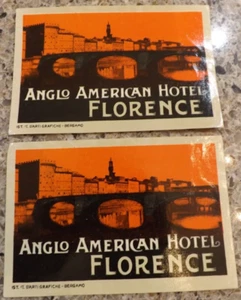 ANGLO AMERICAN HOTEL
FLORENCE
IST. IT. D'ARTI-GRAFICHE - BERGAMO
ANGLO AMERICAN HOTEL
FLORENCE
IST. IT. D'ARTI-GRAFICHE - BERGAMO